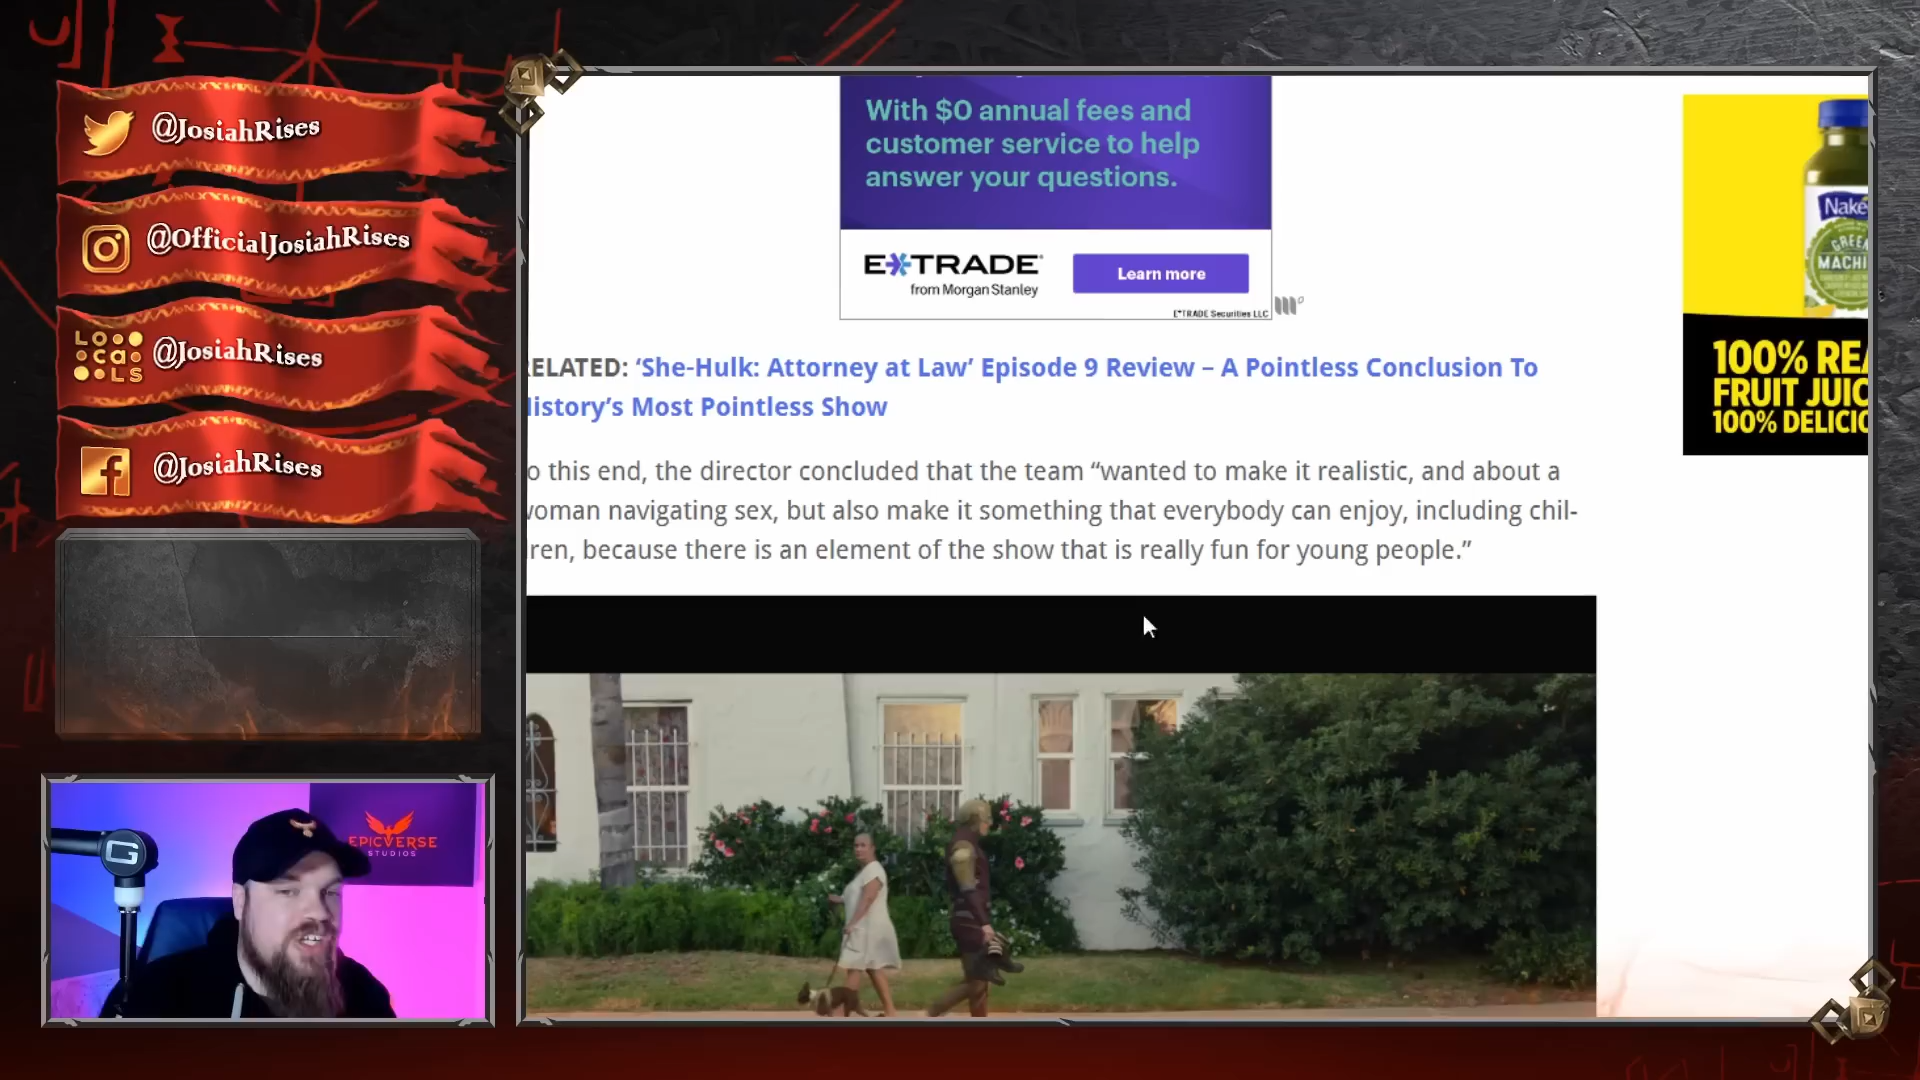 @JosiahRises
@OfficialJosiahRises
LOcaLS
@JosiahRises
@JosiahRises
EPICVERSE
STUDIOS
G
With $0 annual fees and
customer service to help
answer your questions.
E*TRADE
from Morgan Stanley
Learn more
E*TRADE Securities LLC
ELATED: ‘She-Hulk: Attorney at Law’ Episode 9 Review – A Pointless Conclusion To
istory’s Most Pointless Show
o this end, the director concluded that the team “wanted to make it realistic, and about a
woman navigating sex, but also make it something that everybody can enjoy, including chil-
ren, because there is an element of the show that is really fun for young people.”
Nake
GREEN
MACHI
100% REA
FRUIT JUIC
100% DELICIO